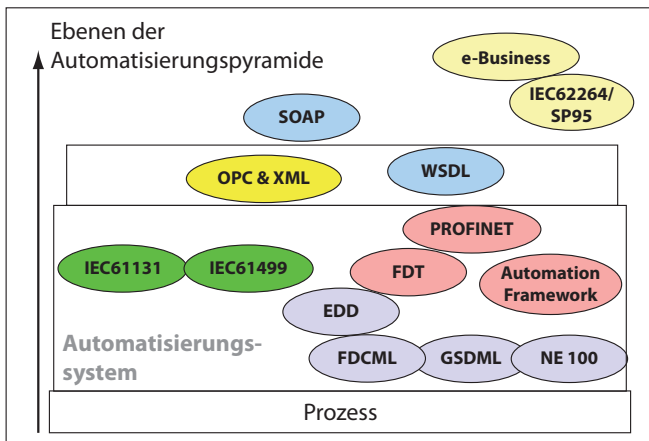 Ebenen der
Automatisierungspyramide
e-Business
IEC62264/
SP95
SOAP
OPC & XML
WSDL
PROFINET
IEC61131
IEC61499
FDT
Automation
Framework
EDD
Automatisierungs-
system
FDCML
GSDML
NE 100
Prozess